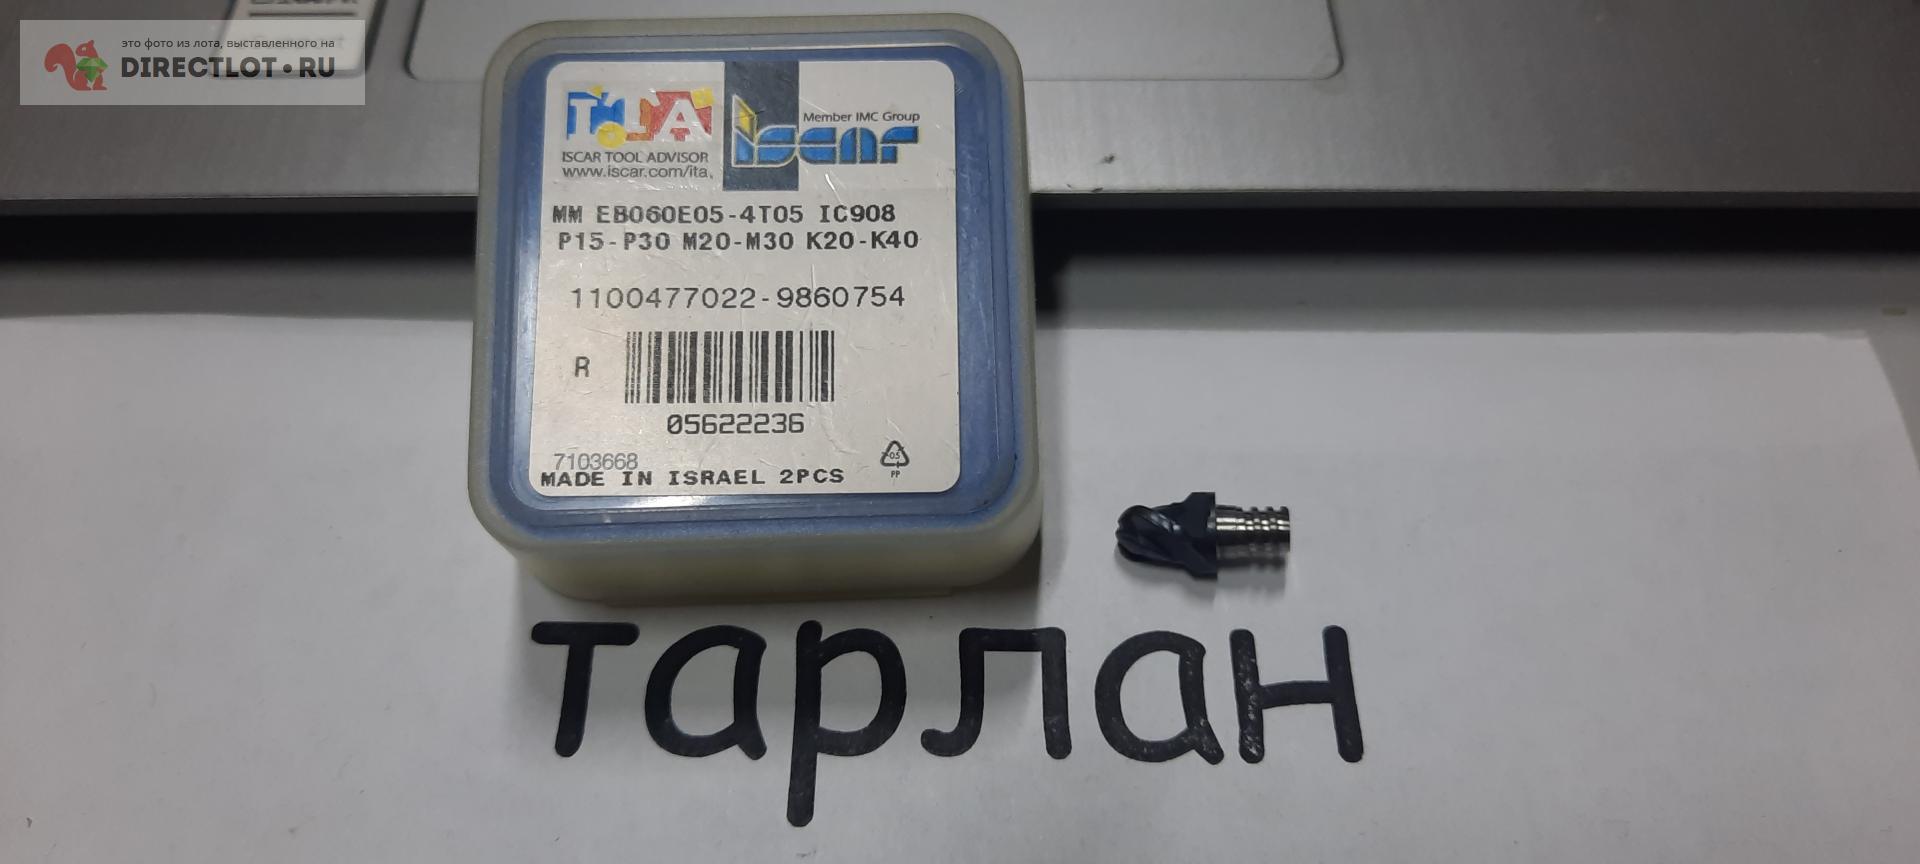 это фото из лота, выставленного на
DIRECTLOT•RU
ITA
ISCAR TOOL ADVISOR
www.iscar.com/ita
Member IMC Group
iscar
MM EB060E05-4T05 IC908
P15-P30 M20-M30 K20-K40
1100477022-9860754
R
05622236
7103668
05
PP
MADE IN ISRAEL 2PCS
тарлан